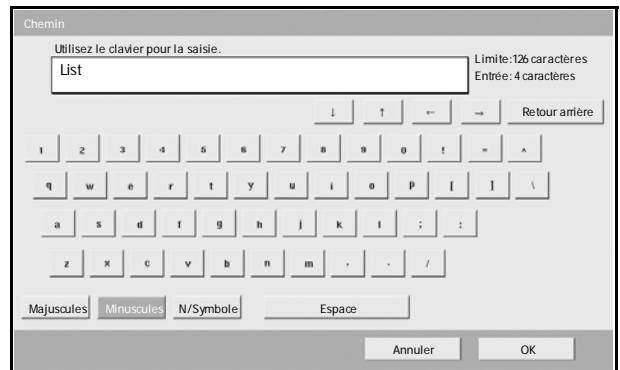 Chemin
Utilisez le clavier pour la saisie.
List
Limite:126 caractères
Entrée: 4 caractères
↓ ↑ ← → Retour arrière
1 2 3 4 5 6 7 8 9 0 ! = ^
q w e r t y u i o p [ ] \
a s d f g h j k l ; :
z x c v b n m , . /
Majuscules Minuscules N/Symbole Espace
Annuler OK